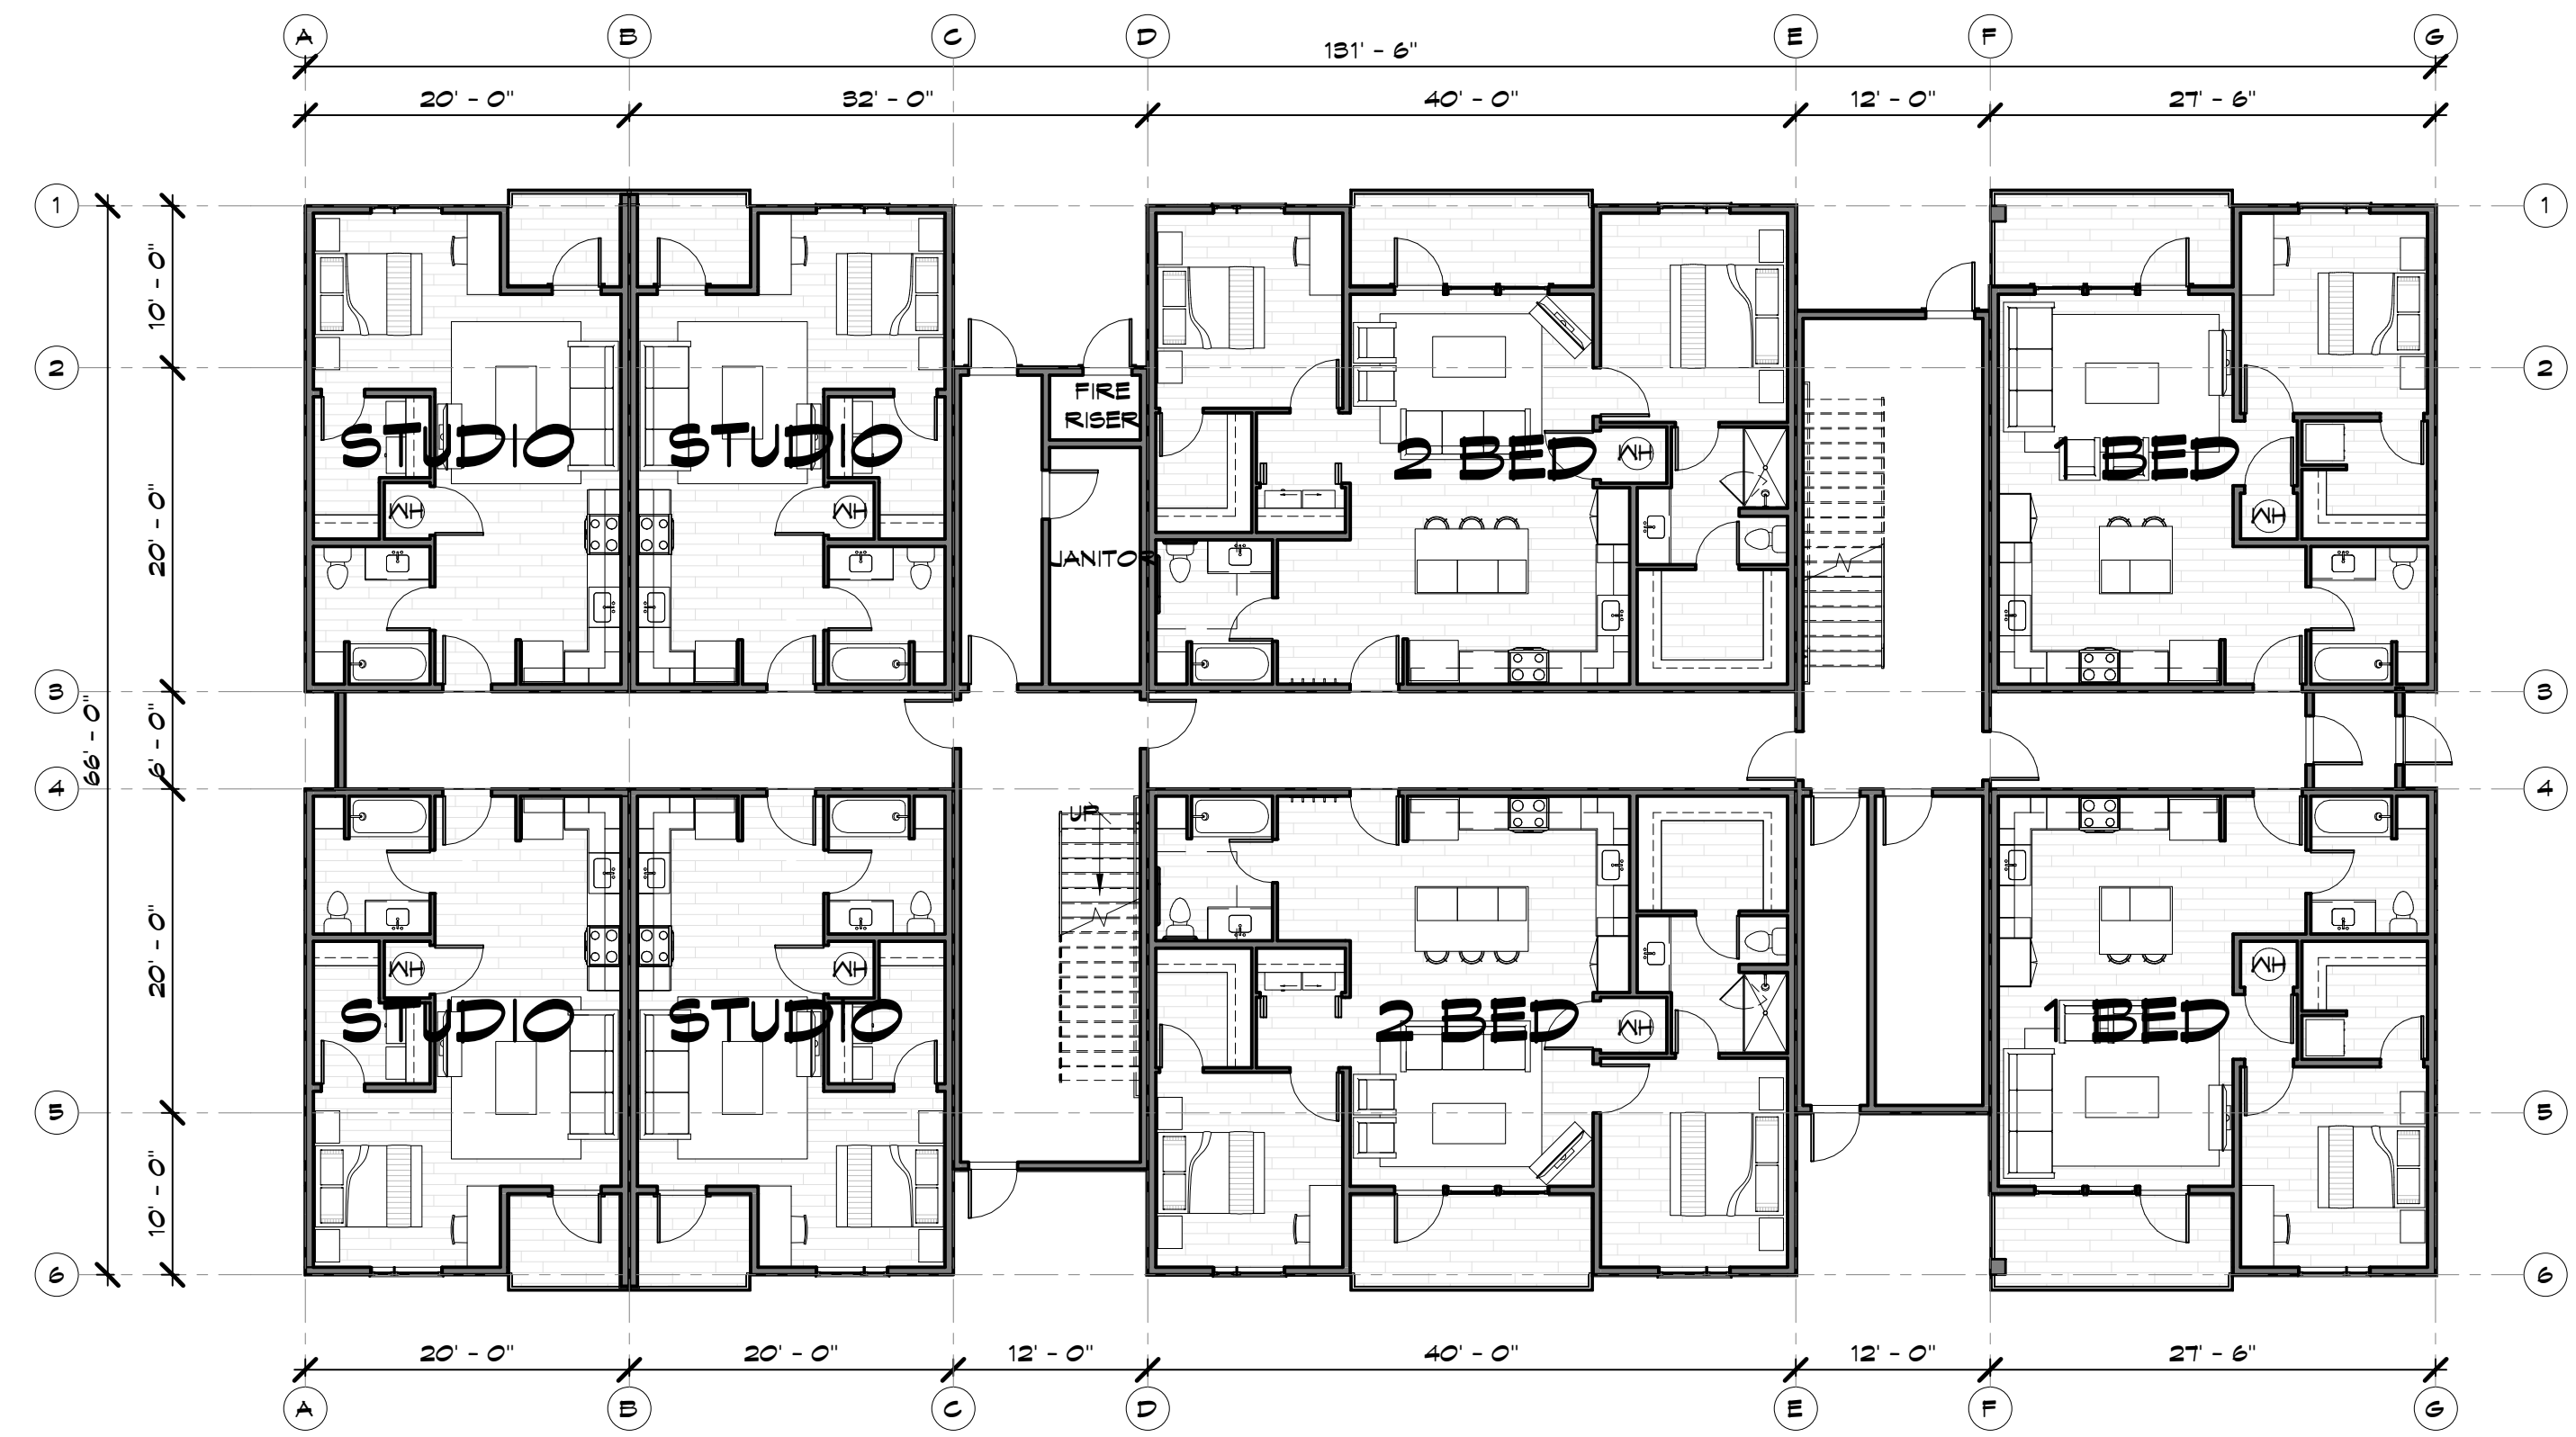 A B C D E F G
131' - 6"
20' - 0" 32' - 0" 40' - 0" 12' - 0" 27' - 6"
1 1
10' - 0"
2 2
FIRE
RISER
STUDIO STUDIO 2 BED 1 BED
WH WH WH WH
20' - 0"
JANITOR
3 3
66' - 0"
6' - 0"
4 4
UP
20' - 0"
WH WH WH WH
STUDIO STUDIO 2 BED 1 BED
5 5
10' - 0"
6 6
20' - 0" 20' - 0" 12' - 0" 40' - 0" 12' - 0" 27' - 6"
A B C D E F G